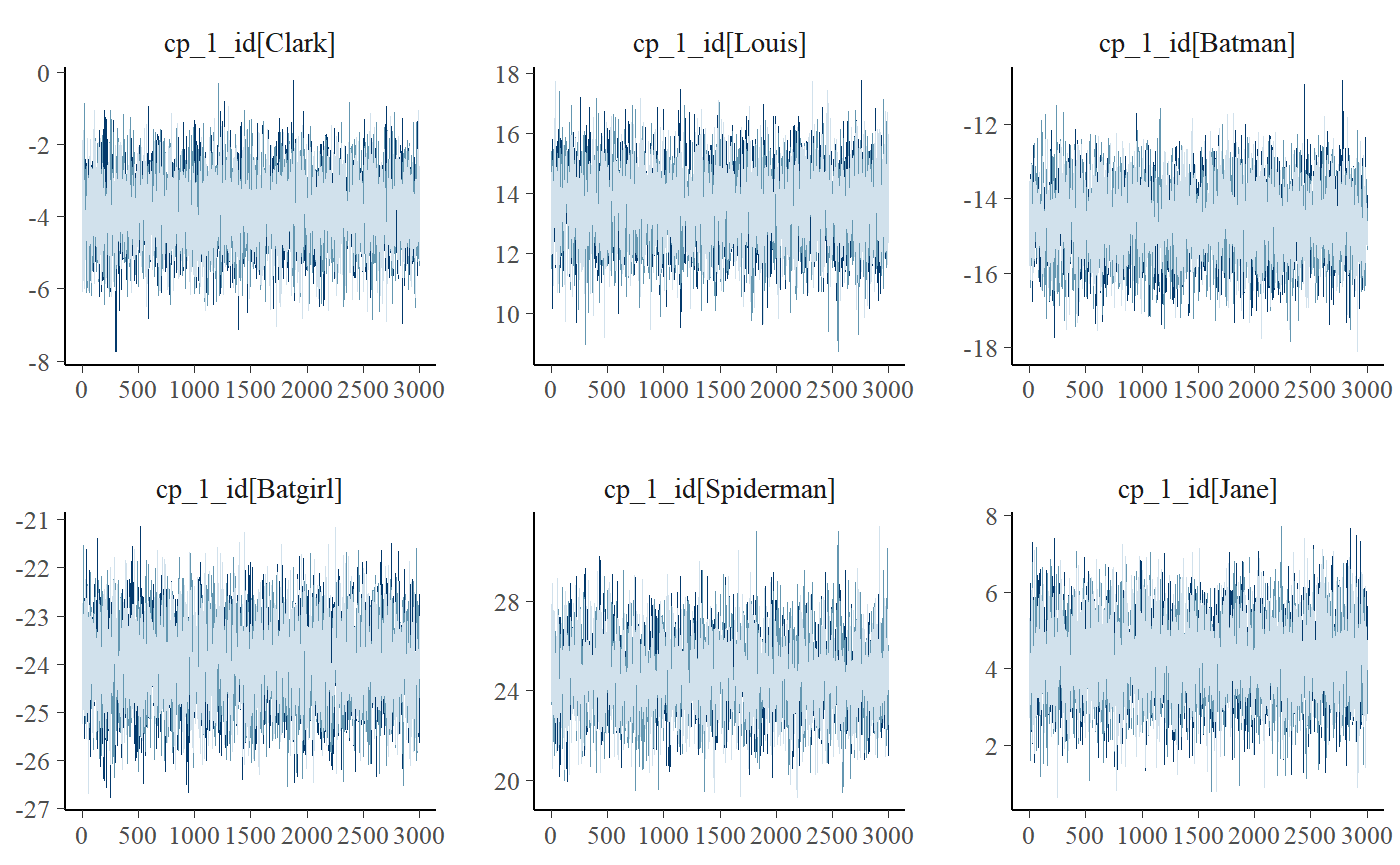 cp_1_id[Clark] cp_1_id[Louis] cp_1_id[Batman]
0 18
-2 16 -12
-4 14 -14
-6 12 -16
-8 10 -18
0 500 1000 1500 2000 2500 3000 0 500 1000 1500 2000 2500 3000 0 500 1000 1500 2000 2500 3000
cp_1_id[Batgirl] cp_1_id[Spiderman] cp_1_id[Jane]
-21 8
-22 28 6
-23
-24 24 4
-25
-26 20 2
-27
0 500 1000 1500 2000 2500 3000 0 500 1000 1500 2000 2500 3000 0 500 1000 1500 2000 2500 3000